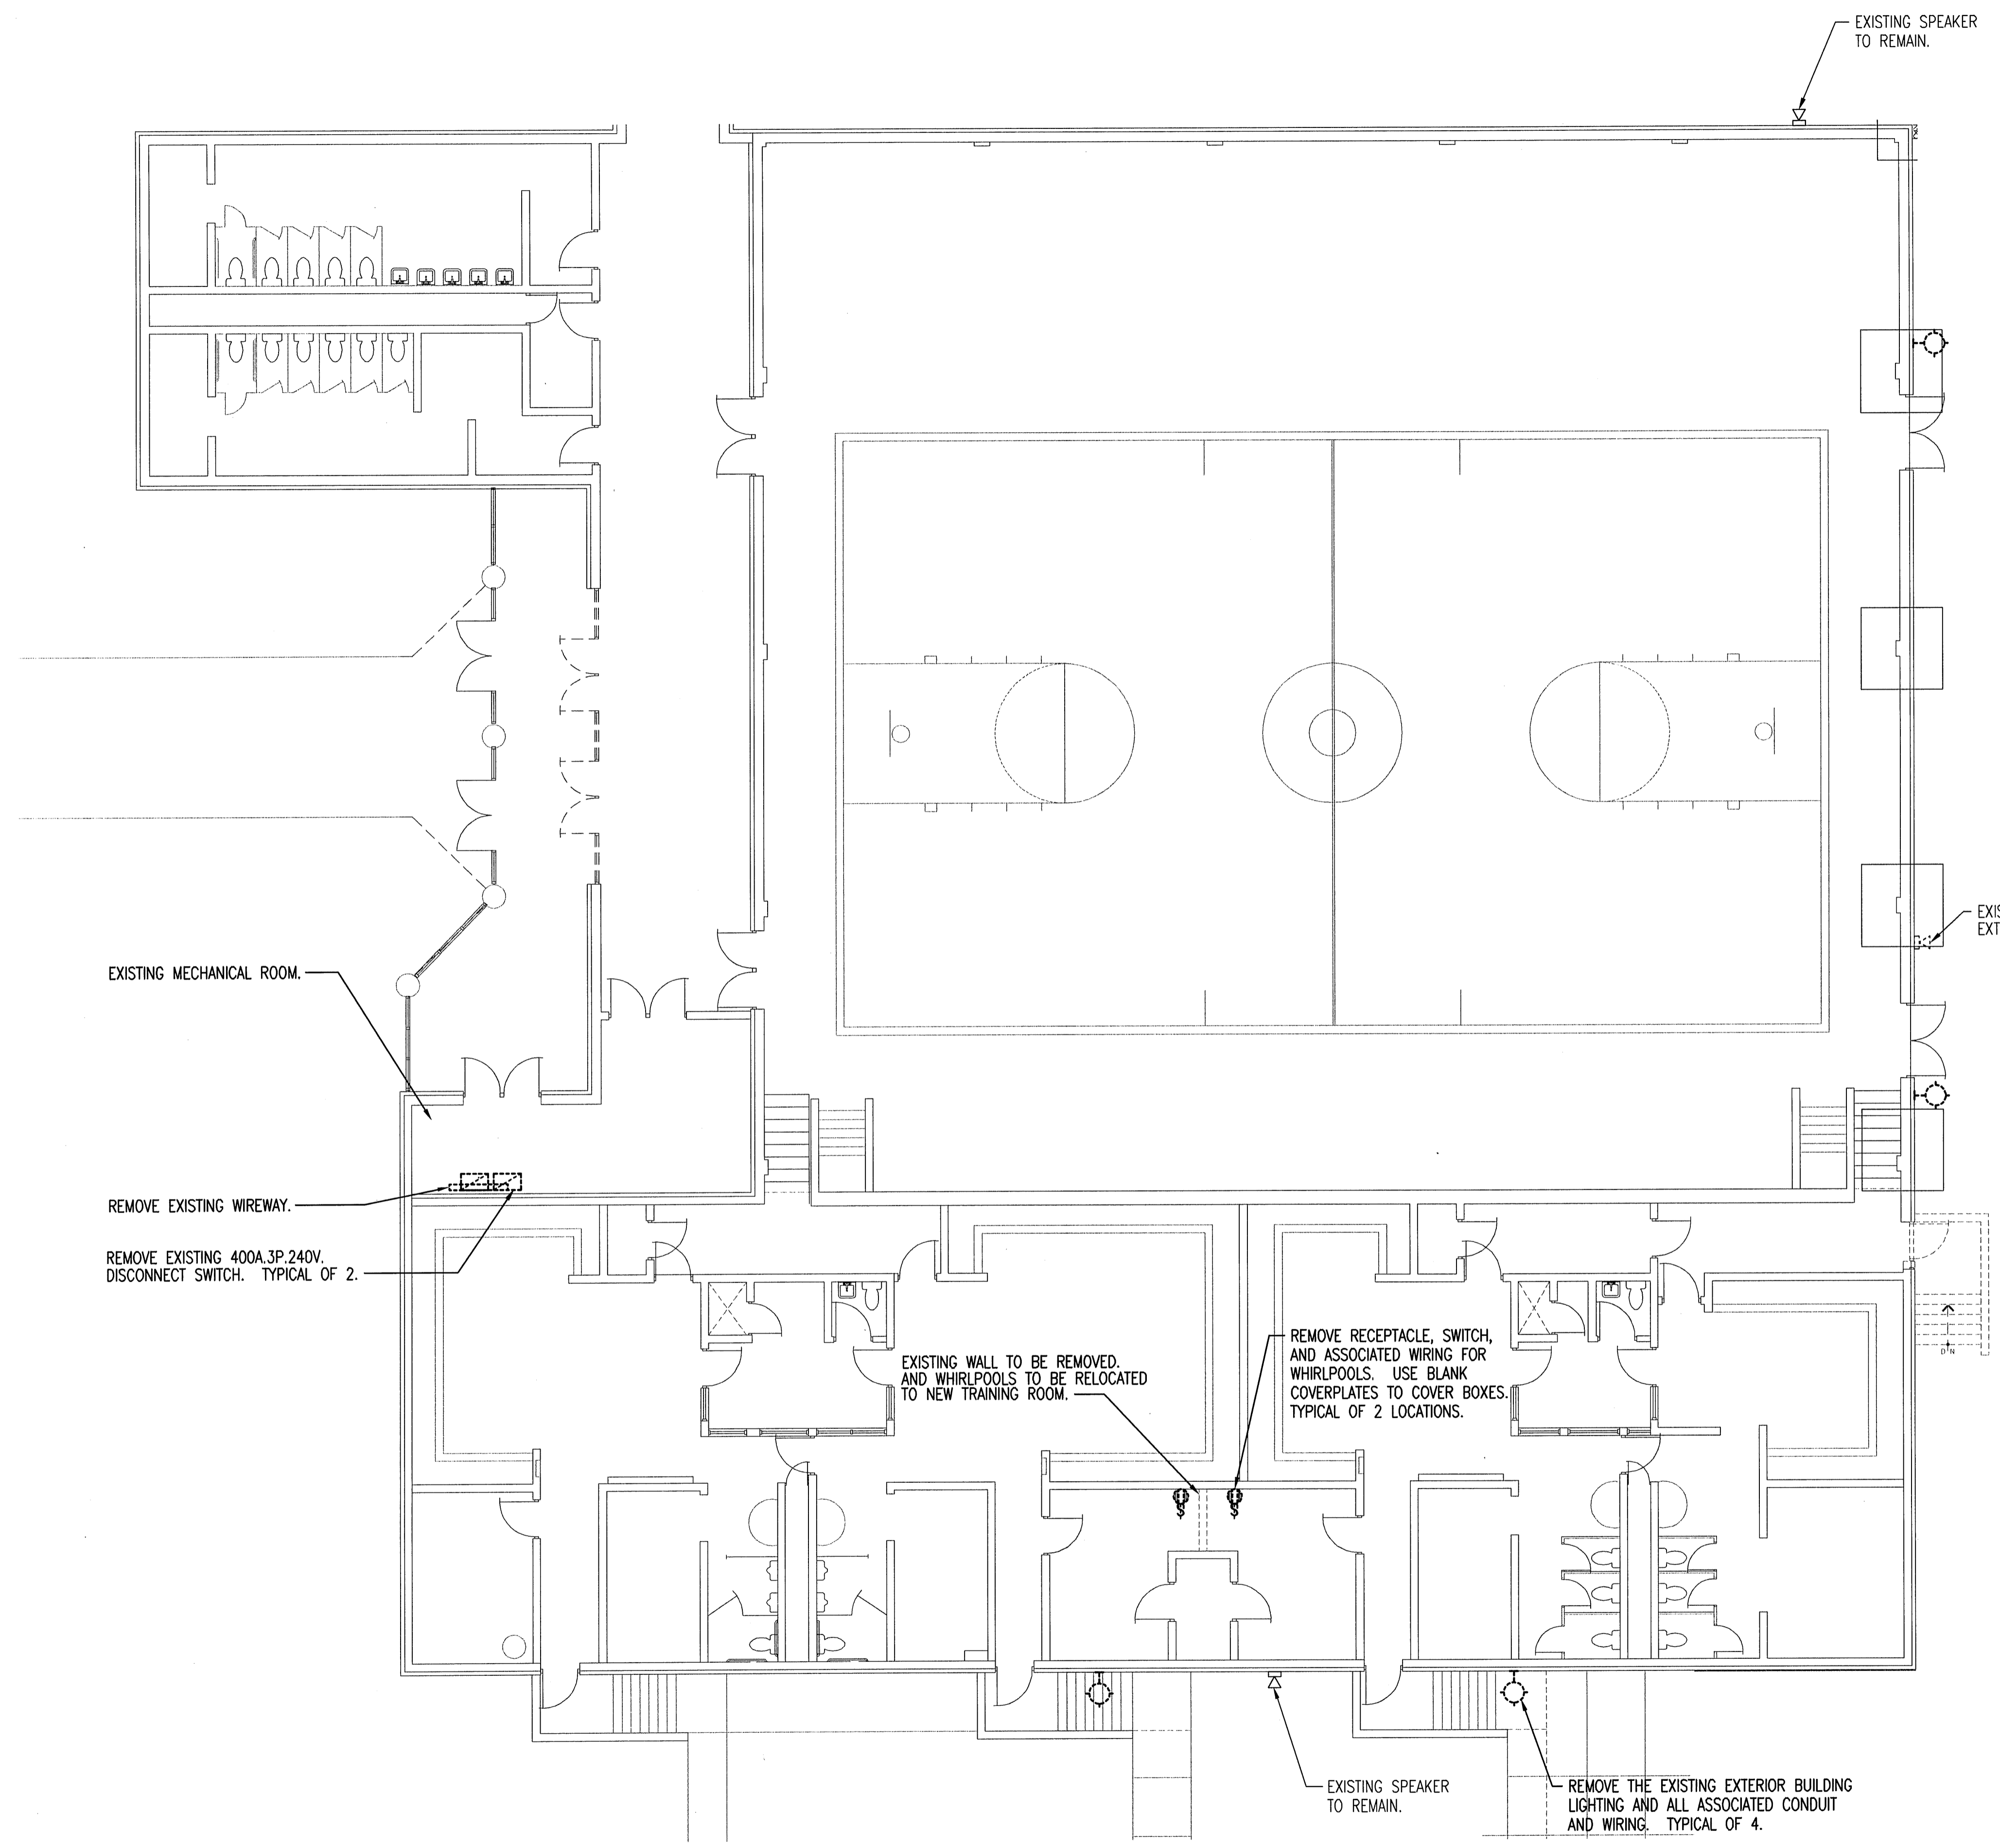 EXISTING SPEAKER
TO REMAIN.
EXISTING MECHANICAL ROOM.
REMOVE EXISTING WIREWAY.
REMOVE EXISTING 400A.3P.240V.
DISCONNECT SWITCH. TYPICAL OF 2.
EXISTING WALL TO BE REMOVED.
AND WHIRLPOOLS TO BE RELOCATED
TO NEW TRAINING ROOM.
REMOVE RECEPTACLE, SWITCH,
AND ASSOCIATED WIRING FOR
WHIRLPOOLS. USE BLANK
COVERPLATES TO COVER BOXES.
TYPICAL OF 2 LOCATIONS.
DN
EXISTING SPEAKER
TO REMAIN.
REMOVE THE EXISTING EXTERIOR BUILDING
LIGHTING AND ALL ASSOCIATED CONDUIT
AND WIRING. TYPICAL OF 4.